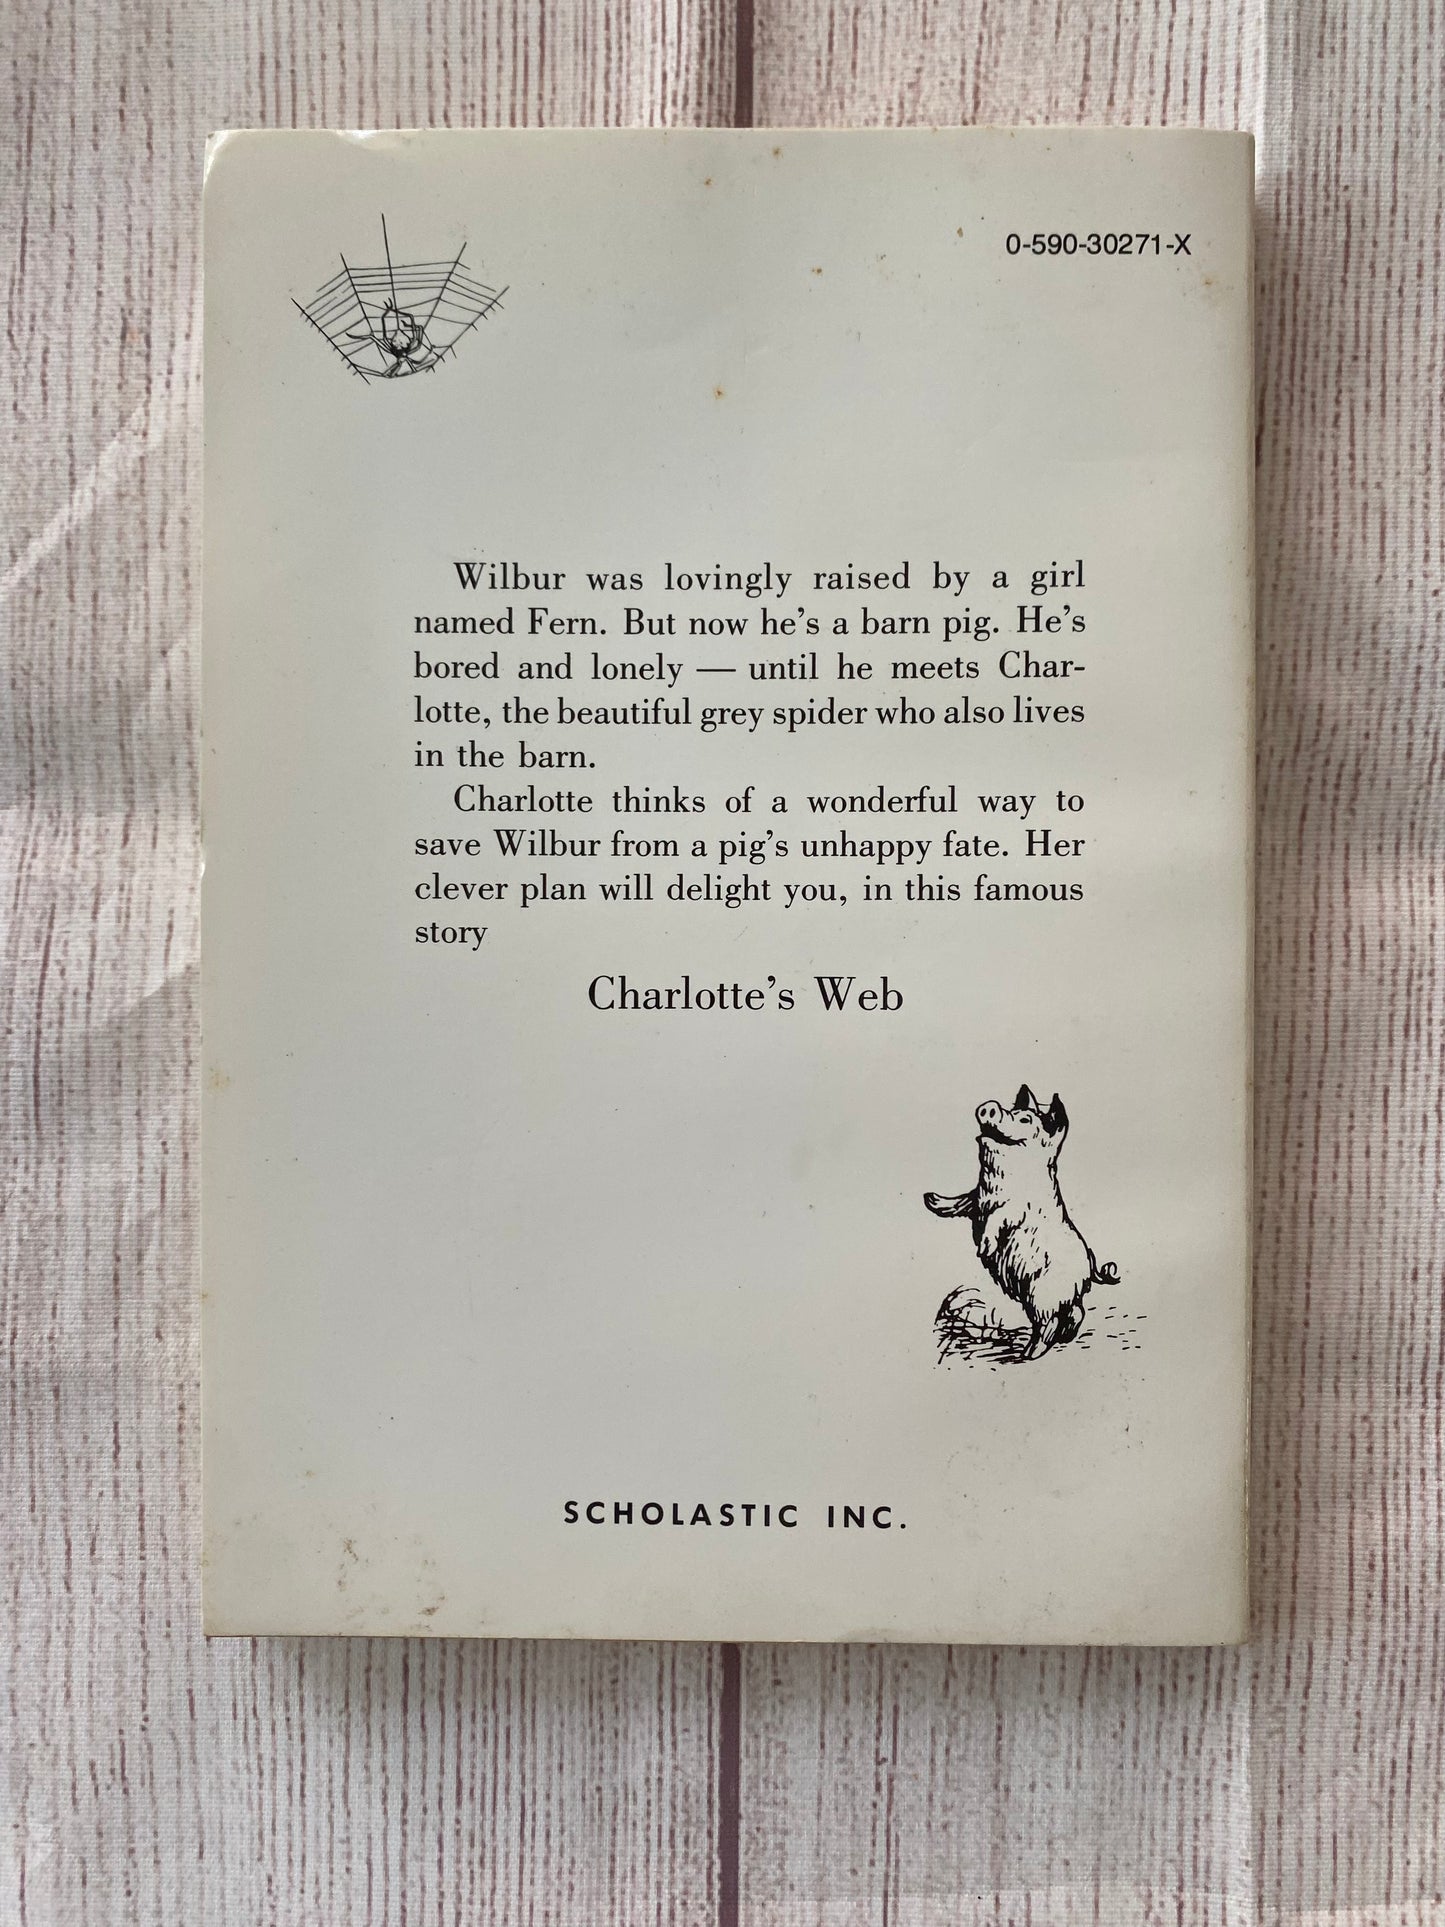 0-590-30271-X
Wilbur was lovingly raised by a girl
named Fern. But now he's a barn pig. He's
bored and lonely — until he meets Char-
lotte, the beautiful grey spider who also lives
in the barn.
Charlotte thinks of a wonderful way to
save Wilbur from a pig's unhappy fate. Her
clever plan will delight you, in this famous
story
Charlotte's Web
SCHOLASTIC INC.